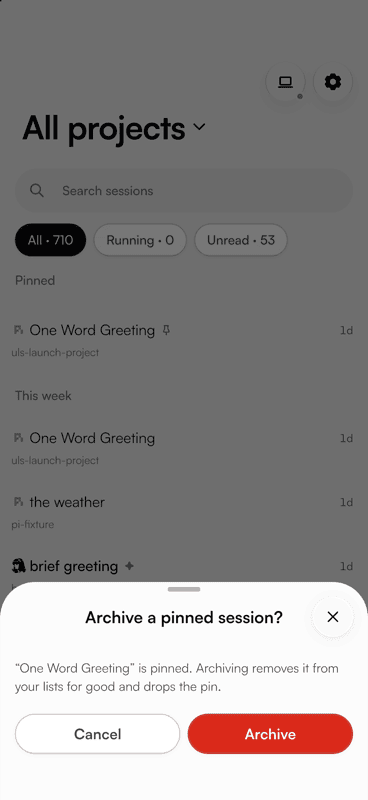 All projects
Search sessions
All · 710
Running · 0
Unread · 53
Pinned
One Word Greeting
1d
uls-launch-project
This week
One Word Greeting
1d
uls-launch-project
the weather
1d
pi-fixture
brief greeting
1d
Archive a pinned session?
“One Word Greeting” is pinned. Archiving removes it from
your lists for good and drops the pin.
Cancel
Archive